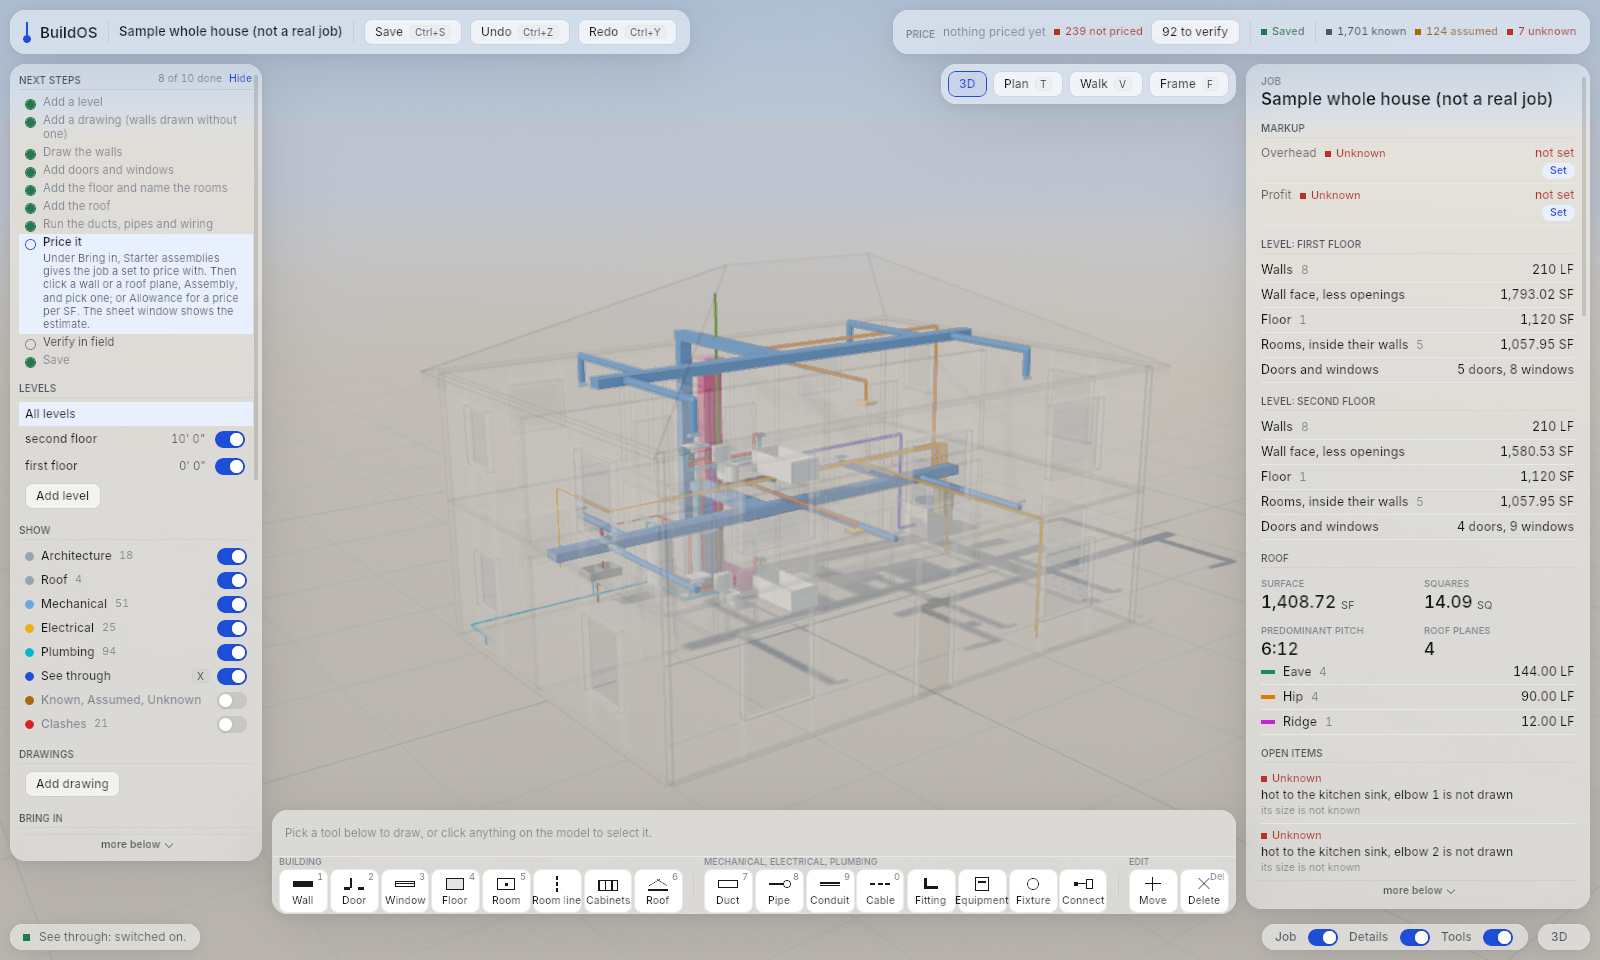 BuildOS
Sample whole house (not a real job)
Save Ctrl+S
Undo Ctrl+Z
Redo Ctrl+Y
PRICE nothing priced yet 239 not priced
92 to verify
Saved
1,701 known
124 assumed
7 unknown
NEXT STEPS 8 of 10 done Hide
Add a level
Add a drawing (walls drawn without
one)
Draw the walls
Add doors and windows
Add the floor and name the rooms
Add the roof
Run the ducts, pipes and wiring
Price it
Under Bring in, Starter assemblies
gives the job a set to price with. Then
click a wall or a roof plane, Assembly,
and pick one; or Allowance for a price
per SF. The sheet window shows the
estimate.
Verify in field
Save
LEVELS
All levels
second floor 10' 0"
first floor 0' 0"
Add level
SHOW
Architecture 18
Roof 4
Mechanical 51
Electrical 25
Plumbing 94
See through X
Known, Assumed, Unknown
Clashes 21
DRAWINGS
Add drawing
BRING IN
more below
See through: switched on.
3D
Plan T
Walk V
Frame F
Pick a tool below to draw, or click anything on the model to select it.
BUILDING
Wall 1
Door 2
Window 3
Floor 4
Room 5
Room line
Cabinets
Roof 6
MECHANICAL, ELECTRICAL, PLUMBING
Duct 7
Pipe 8
Conduit 9
Cable 0
Fitting
Equipment
Fixture
Connect
EDIT
Move
Delete Del
JOB
Sample whole house (not a real job)
MARKUP
Overhead Unknown not set
Set
Profit Unknown not set
Set
LEVEL: FIRST FLOOR
Walls 8 210 LF
Wall face, less openings 1,793.02 SF
Floor 1 1,120 SF
Rooms, inside their walls 5 1,057.95 SF
Doors and windows 5 doors, 8 windows
LEVEL: SECOND FLOOR
Walls 8 210 LF
Wall face, less openings 1,580.53 SF
Floor 1 1,120 SF
Rooms, inside their walls 5 1,057.95 SF
Doors and windows 4 doors, 9 windows
ROOF
SURFACE SQUARES
1,408.72 SF 14.09 SQ
PREDOMINANT PITCH ROOF PLANES
6:12 4
Eave 4 144.00 LF
Hip 4 90.00 LF
Ridge 1 12.00 LF
OPEN ITEMS
Unknown
hot to the kitchen sink, elbow 1 is not drawn
its size is not known
Unknown
hot to the kitchen sink, elbow 2 is not drawn
its size is not known
more below
Job
Details
Tools
3D